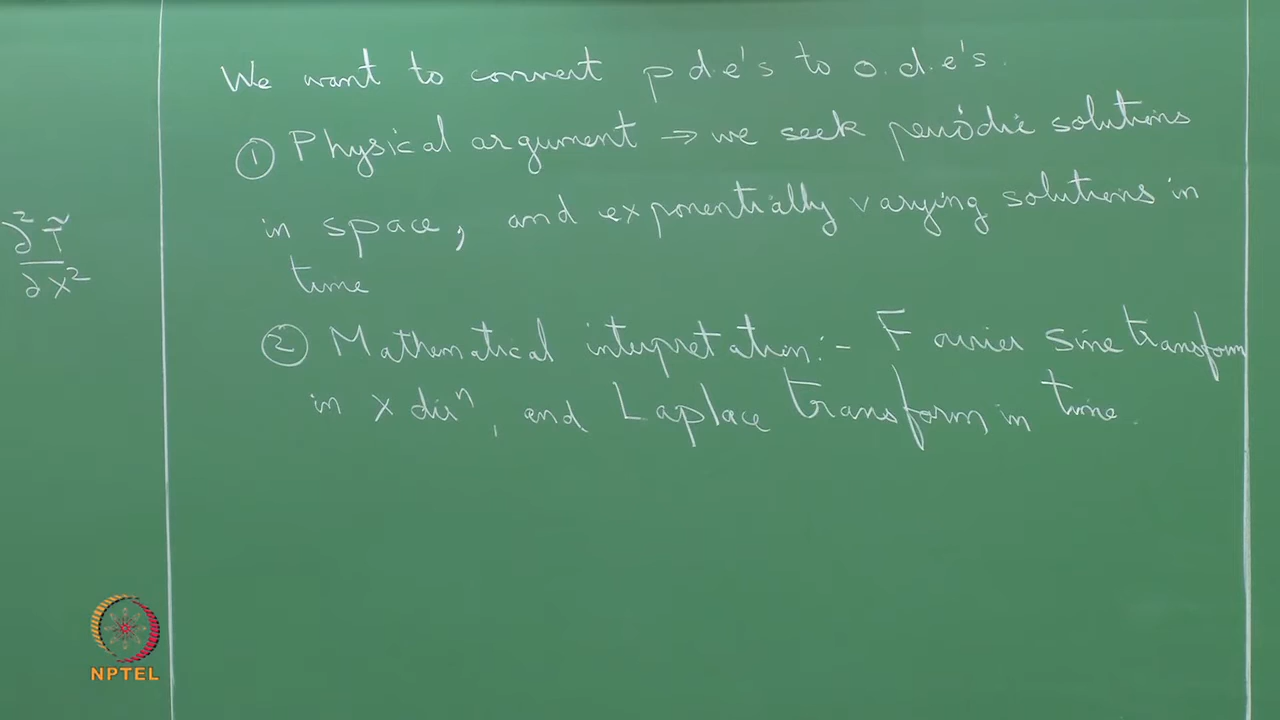 We want to convert p d.e's to o.d.e's.
① Physical argument → we seek periodic solutions
in space, and exponentially varying solutions in
time
② Mathematical interpretation:- Fourier sine transform
in x dirⁿ, and Laplace transform in time.
∂²T̃
∂x²
NPTEL